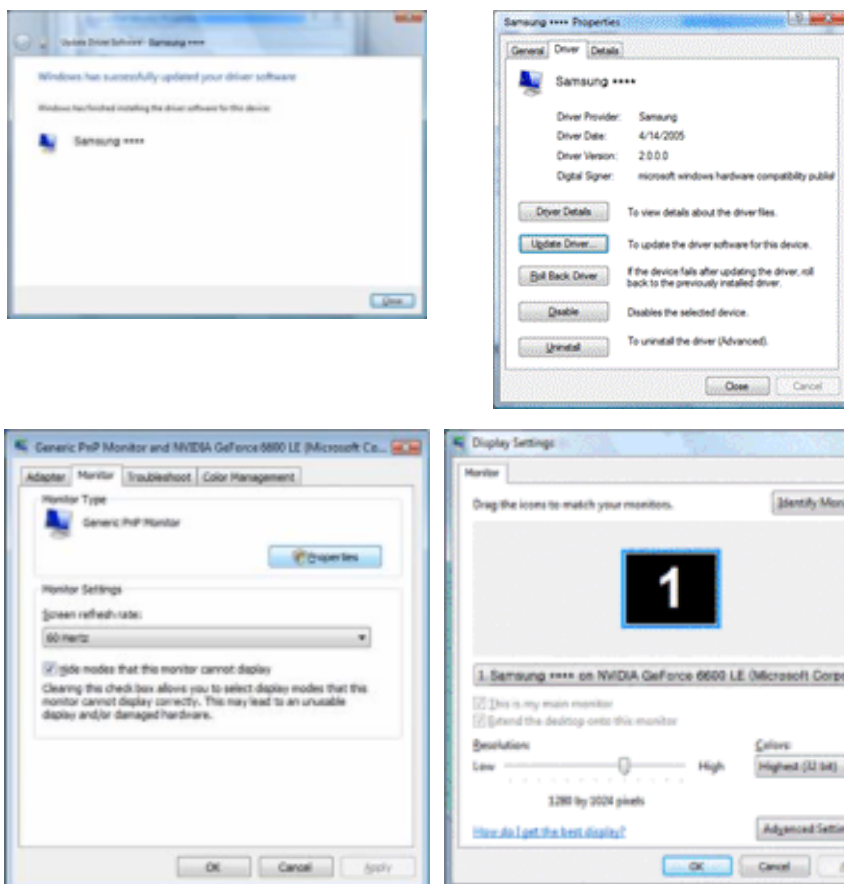 Update Driver Software - Samsung ****
Windows has successfully updated your driver software
Windows has finished installing the driver software for this device:
Samsung ****
Close
Samsung **** Properties
General Driver Details
Samsung ****
Driver Provider: Samsung
Driver Date: 4/14/2005
Driver Version: 2.0.0.0
Digital Signer: microsoft windows hardware compatibility publis
Driver Details To view details about the driver files.
Update Driver... To update the driver software for this device.
Roll Back Driver If the device fails after updating the driver, roll
back to the previously installed driver.
Disable Disables the selected device.
Uninstall To uninstall the driver (Advanced).
Close Cancel
Generic PnP Monitor and NVIDIA GeForce 6600 LE (Microsoft Co...
Adapter Monitor Troubleshoot Color Management
Monitor Type
Generic PnP Monitor
Properties
Monitor Settings
Screen refresh rate:
60 Hertz
Hide modes that this monitor cannot display
Clearing this check box allows you to select display modes that this
monitor cannot display correctly. This may lead to an unusable
display and/or damaged hardware.
OK Cancel Apply
Display Settings
Monitor
Drag the icons to match your monitors.
Identify Mon
1
1. Samsung **** on NVIDIA GeForce 6600 LE (Microsoft Corpo
This is my main monitor
Extend the desktop onto this monitor
Resolution: Colors:
Low High Highest (32 bit)
1280 by 1024 pixels
How do I get the best display? Advanced Settin
OK Cancel